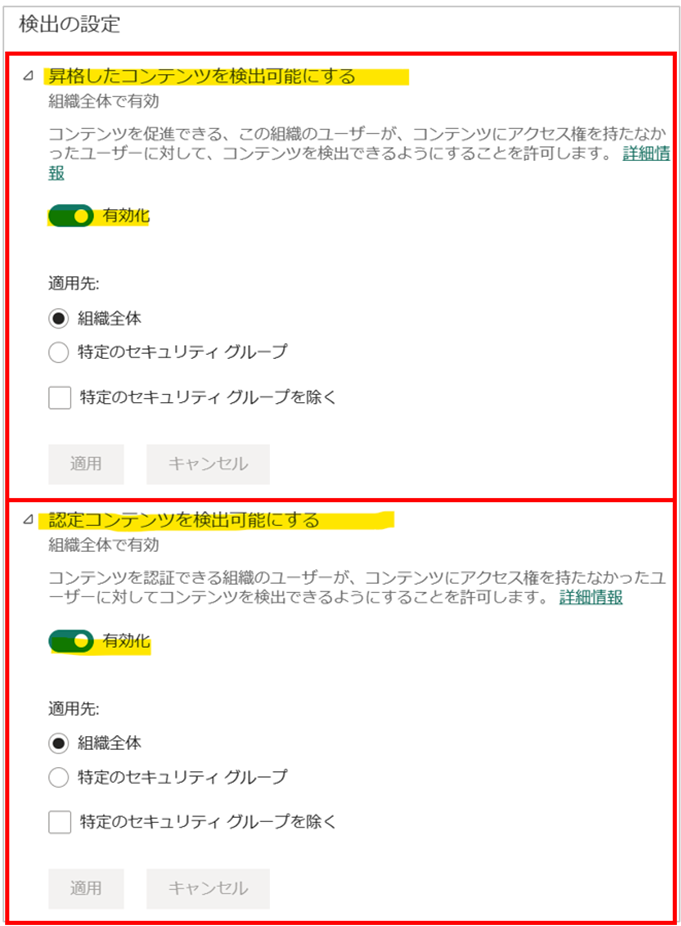 検出の設定
昇格したコンテンツを検出可能にする
組織全体で有効
コンテンツを促進できる、この組織のユーザーが、コンテンツにアクセス権を持たなか
ったユーザーに対して、コンテンツを検出できるようにすることを許可します。 詳細情
報
有効化
適用先:
組織全体
特定のセキュリティ グループ
特定のセキュリティ グループを除く
適用 キャンセル
認定コンテンツを検出可能にする
組織全体で有効
コンテンツを認証できる組織のユーザーが、コンテンツにアクセス権を持たなかったユ
ーザーに対してコンテンツを検出できるようにすることを許可します。 詳細情報
有効化
適用先:
組織全体
特定のセキュリティ グループ
特定のセキュリティ グループを除く
適用 キャンセル